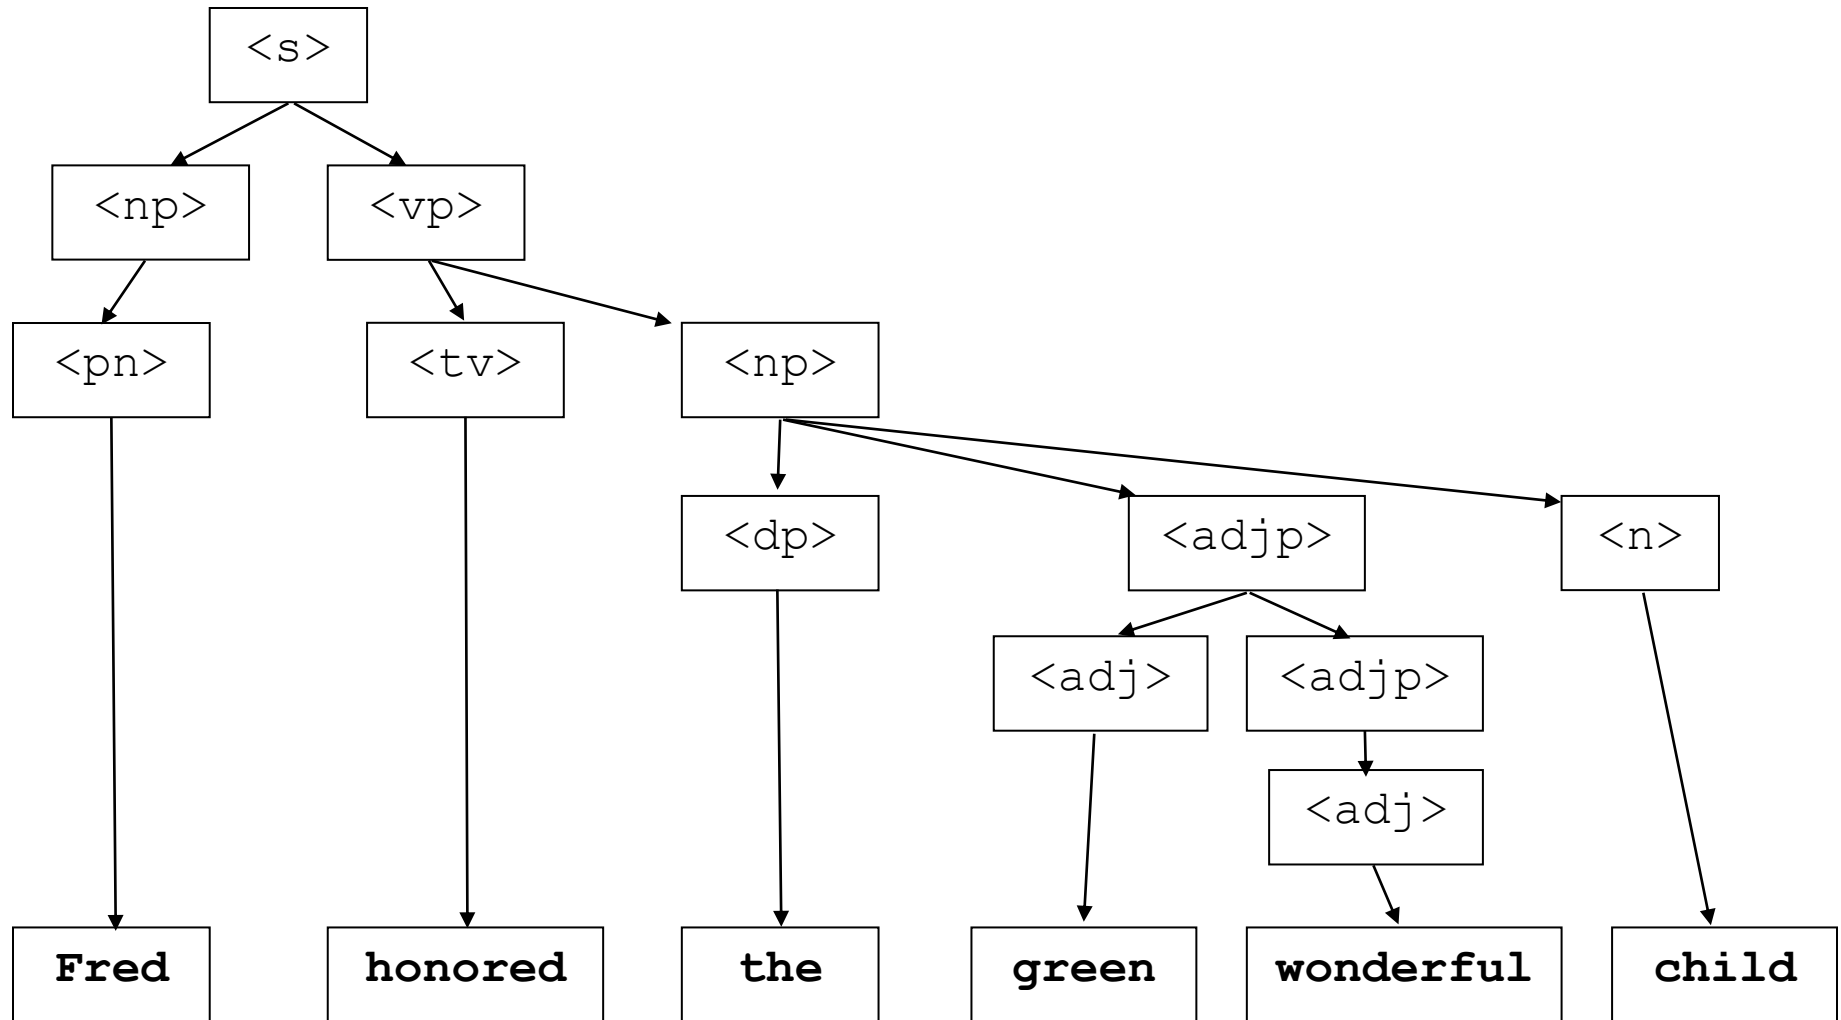 <s>
<np> <vp>
<pn> <tv> <np>
<dp> <adjp> <n>
<adj> <adjp>
<adj>
Fred honored the green wonderful child